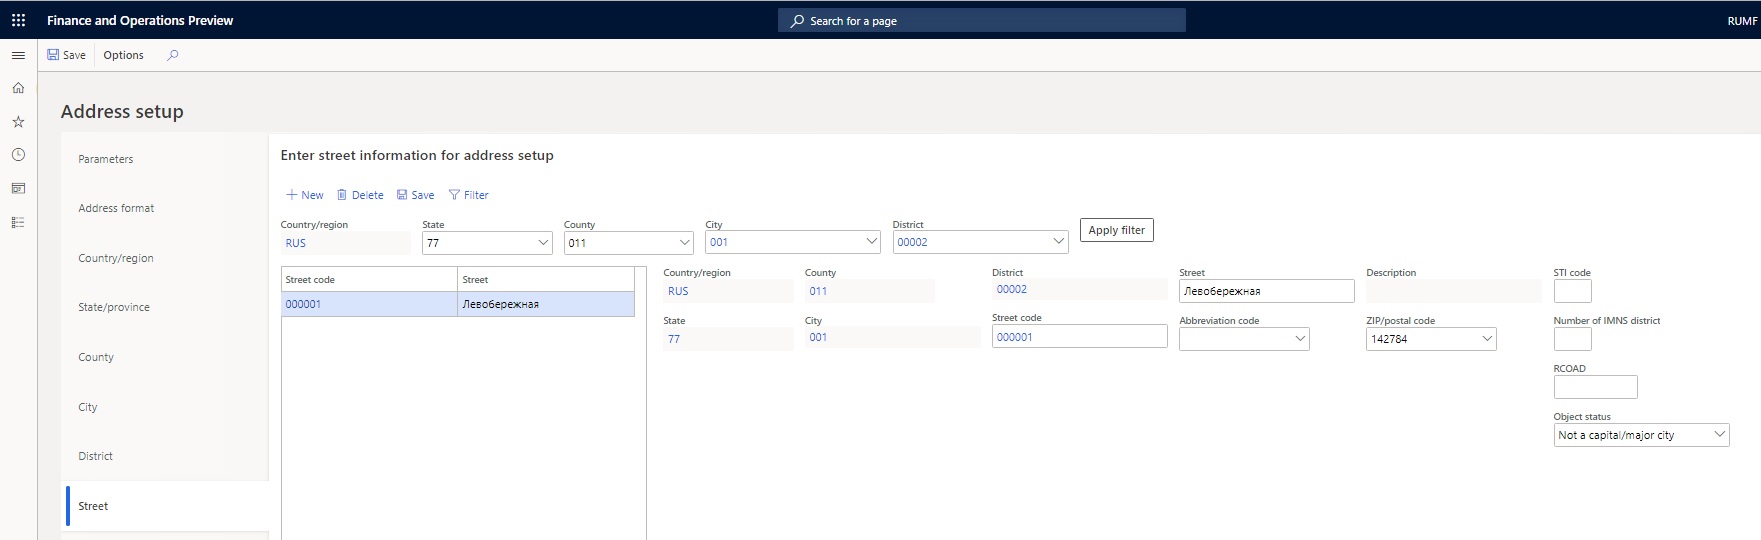 Finance and Operations Preview
Search for a page
RUMF
Save
Options
Address setup
Parameters
Address format
Country/region
State/province
County
City
District
Street
Enter street information for address setup
New Delete Save Filter
Country/region State County City District
RUS 77 011 001 00002 Apply filter
Street code Street
000001 Левобережная
Country/region County District Street Description STI code
RUS 011 00002 Левобережная
State City Street code Abbreviation code ZIP/postal code Number of IMNS district
77 001 000001 142784
RCOAD
Object status
Not a capital/major city